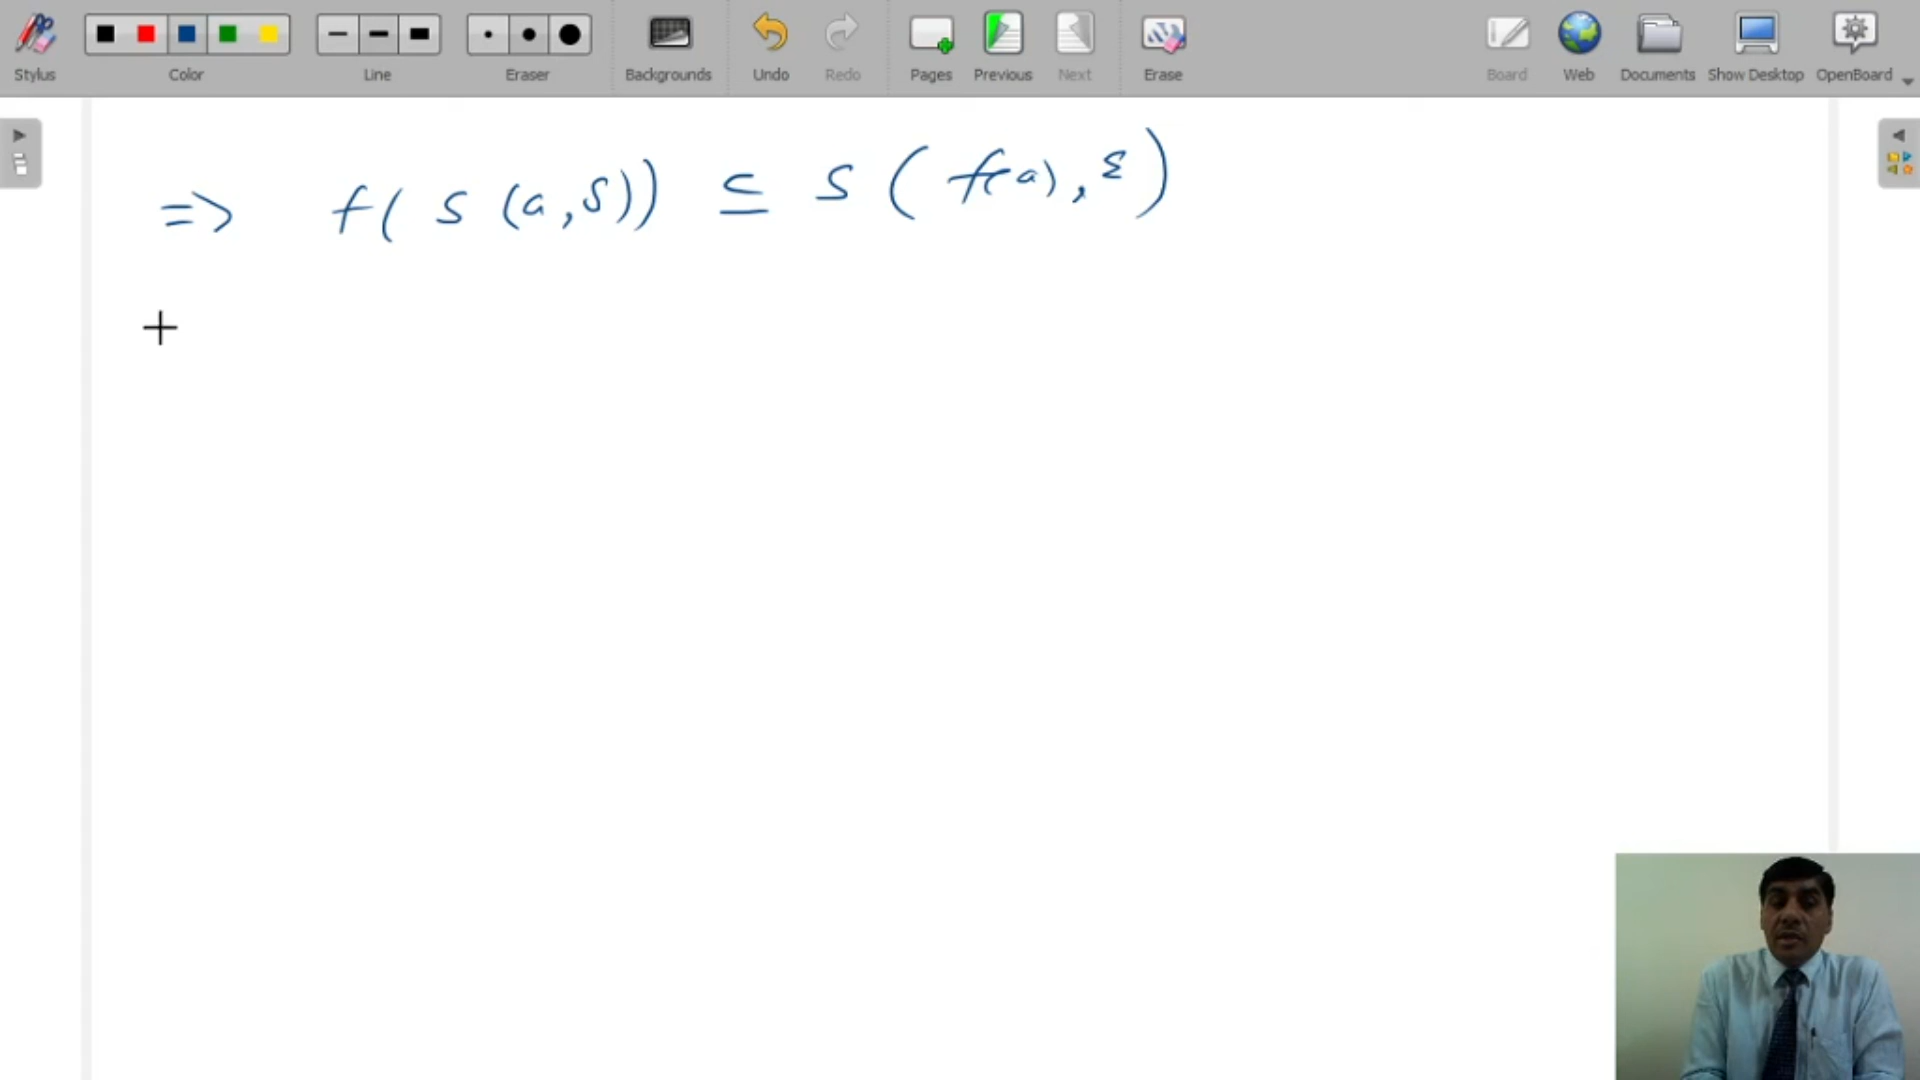 Stylus Color Line Eraser Backgrounds Undo Redo Pages Previous Next Erase Board Web Documents Show Desktop OpenBoard
=> f( S (a, δ)) ⊆ S ( f(a), ε )